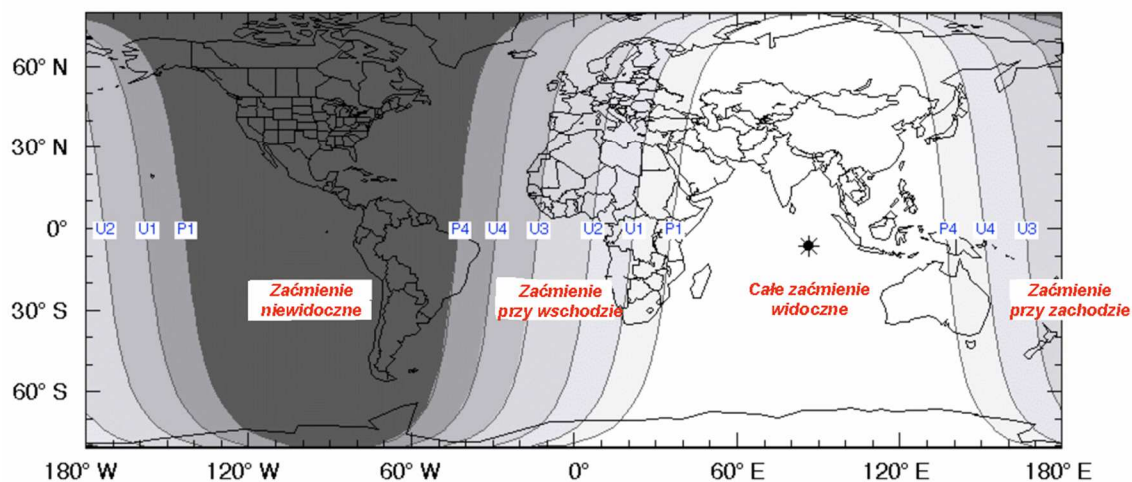 60° N
30° N
0°
30° S
60° S
U2 U1 P1 P4 U4 U3 U2 U1 P1 P4 U4 U3
Zaćmienie
niewidoczne
Zaćmienie
przy wschodzie
Całe zaćmienie
widoczne
Zaćmienie
przy zachodzie
180° W 120° W 60° W 0° 60° E 120° E 180° E